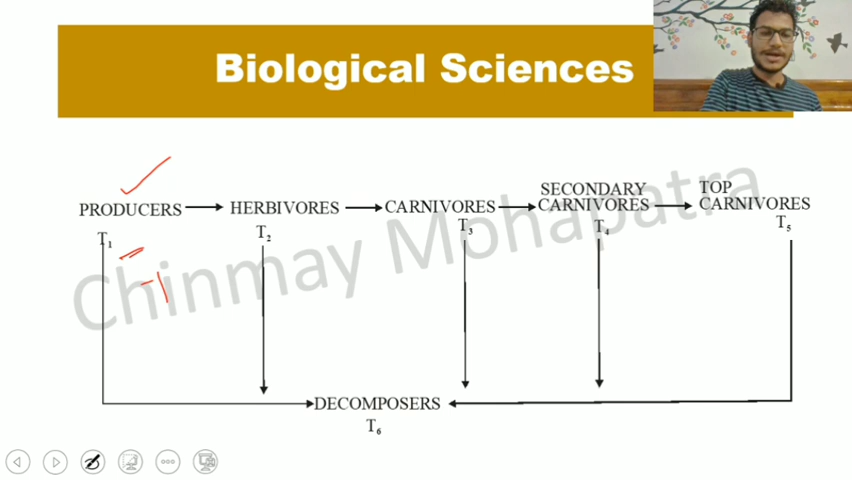 Biological Sciences
PRODUCERS → HERBIVORES → CARNIVORES → SECONDARY CARNIVORES → TOP CARNIVORES
T₁ T₂ T₃ T₄ T₅
Chinmay Mohapatra
DECOMPOSERS
T₆